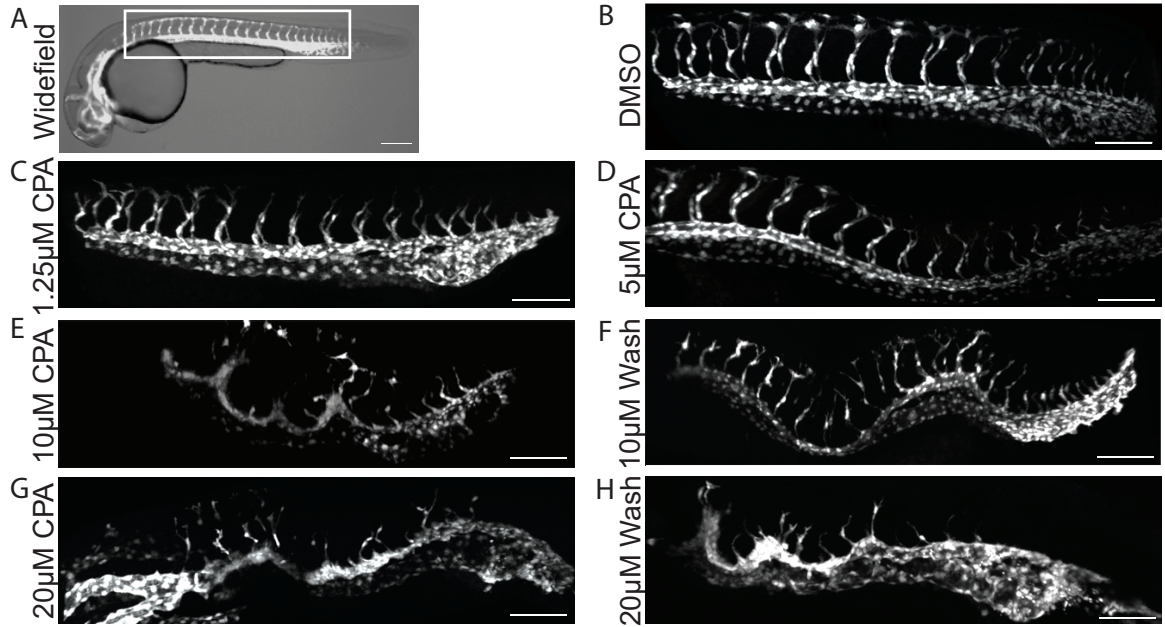 A
Widefield
B
DMSO
C
1.25µM CPA
D
5µM CPA
E
10µM CPA
F
10µM Wash
G
20µM CPA
H
20µM Wash